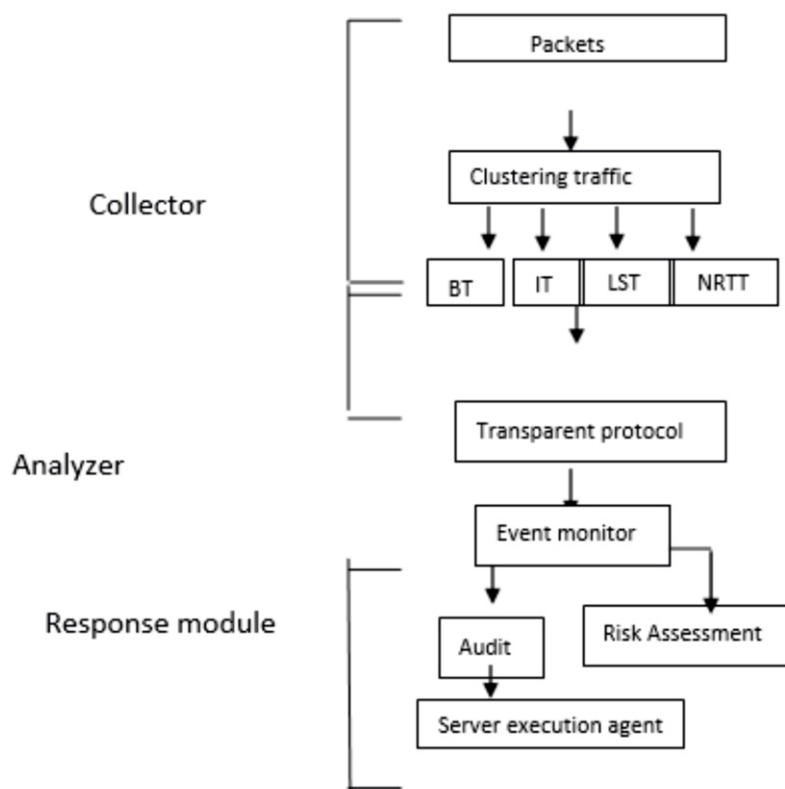 Packets
Clustering traffic
Collector
BT
IT
LST
NRTT
Transparent protocol
Analyzer
Event monitor
Response module
Risk Assessment
Audit
Server execution agent